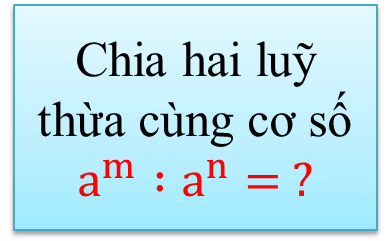 Chia hai luỹ
thừa cùng cơ số
aᵐ : aⁿ = ?